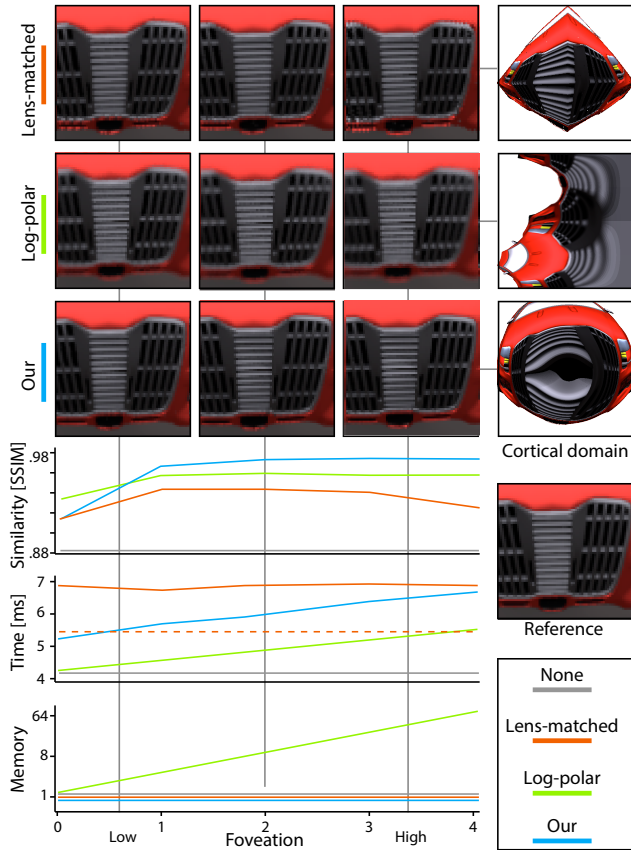 Lens-matched
Log-polar
Our
Cortical domain
Similarity [SSIM]
.98
.88
Reference
Time [ms]
7
6
5
4
Memory
64
8
1
0
1
2
3
4
Low
Foveation
High
None
Lens-matched
Log-polar
Our